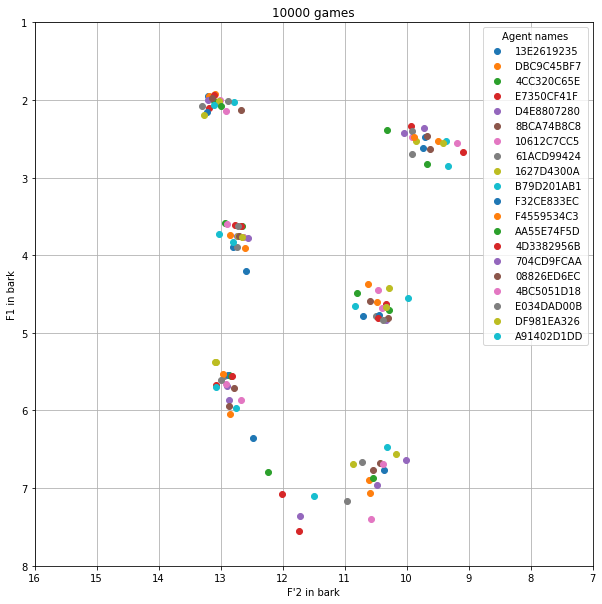 10000 games
Agent names
13E2619235
DBC9C45BF7
4CC320C65E
E7350CF41F
D4E8807280
8BCA74B8C8
10612C7CC5
61ACD99424
1627D4300A
B79D201AB1
F32CE833EC
F4559534C3
AA55E74F5D
4D3382956B
704CD9FCAA
08826ED6EC
4BC5051D18
E034DAD00B
DF981EA326
A91402D1DD
F1 in bark
1
2
3
4
5
6
7
8
16 15 14 13 12 11 10 9 8 7
F'2 in bark